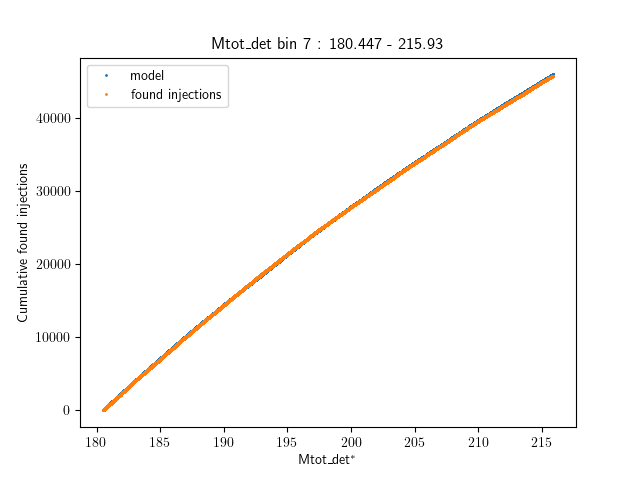 Mtot_det bin 7 : 180.447 - 215.93
model
found injections
Cumulative found injections
40000
30000
20000
10000
0
180 185 190 195 200 205 210 215
Mtot_det*